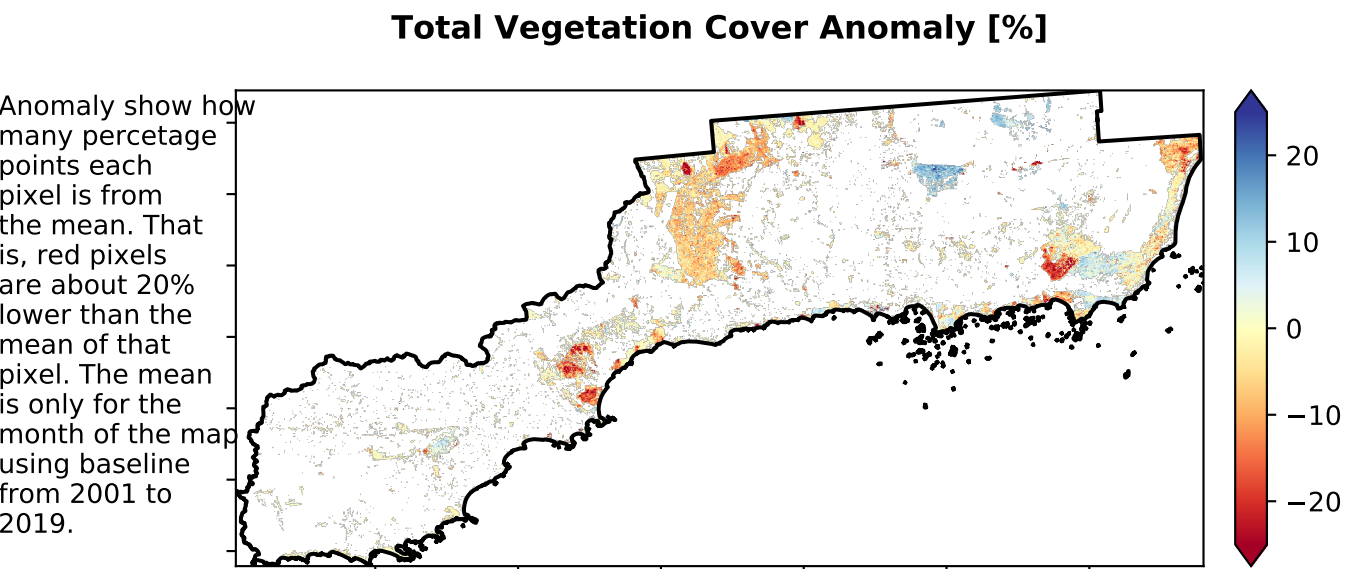 Total Vegetation Cover Anomaly [%]
Anomaly show how
many percetage
points each
pixel is from
the mean. That
is, red pixels
are about 20%
lower than the
mean of that
pixel. The mean
is only for the
month of the map
using baseline
from 2001 to
2019.
20
10
0
−10
−20